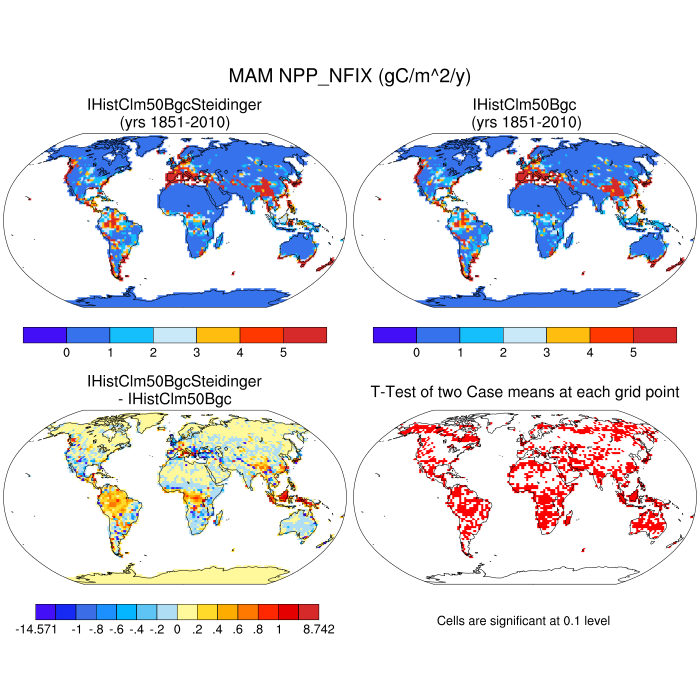 MAM NPP_NFIX (gC/m^2/y)
IHistClm50BgcSteidinger
(yrs 1851-2010)
IHistClm50Bgc
(yrs 1851-2010)
0 1 2 3 4 5
0 1 2 3 4 5
IHistClm50BgcSteidinger
- IHistClm50Bgc
T-Test of two Case means at each grid point
-14.571 -1 -.8 -.6 -.4 -.2 0 .2 .4 .6 .8 1 8.742
Cells are significant at 0.1 level